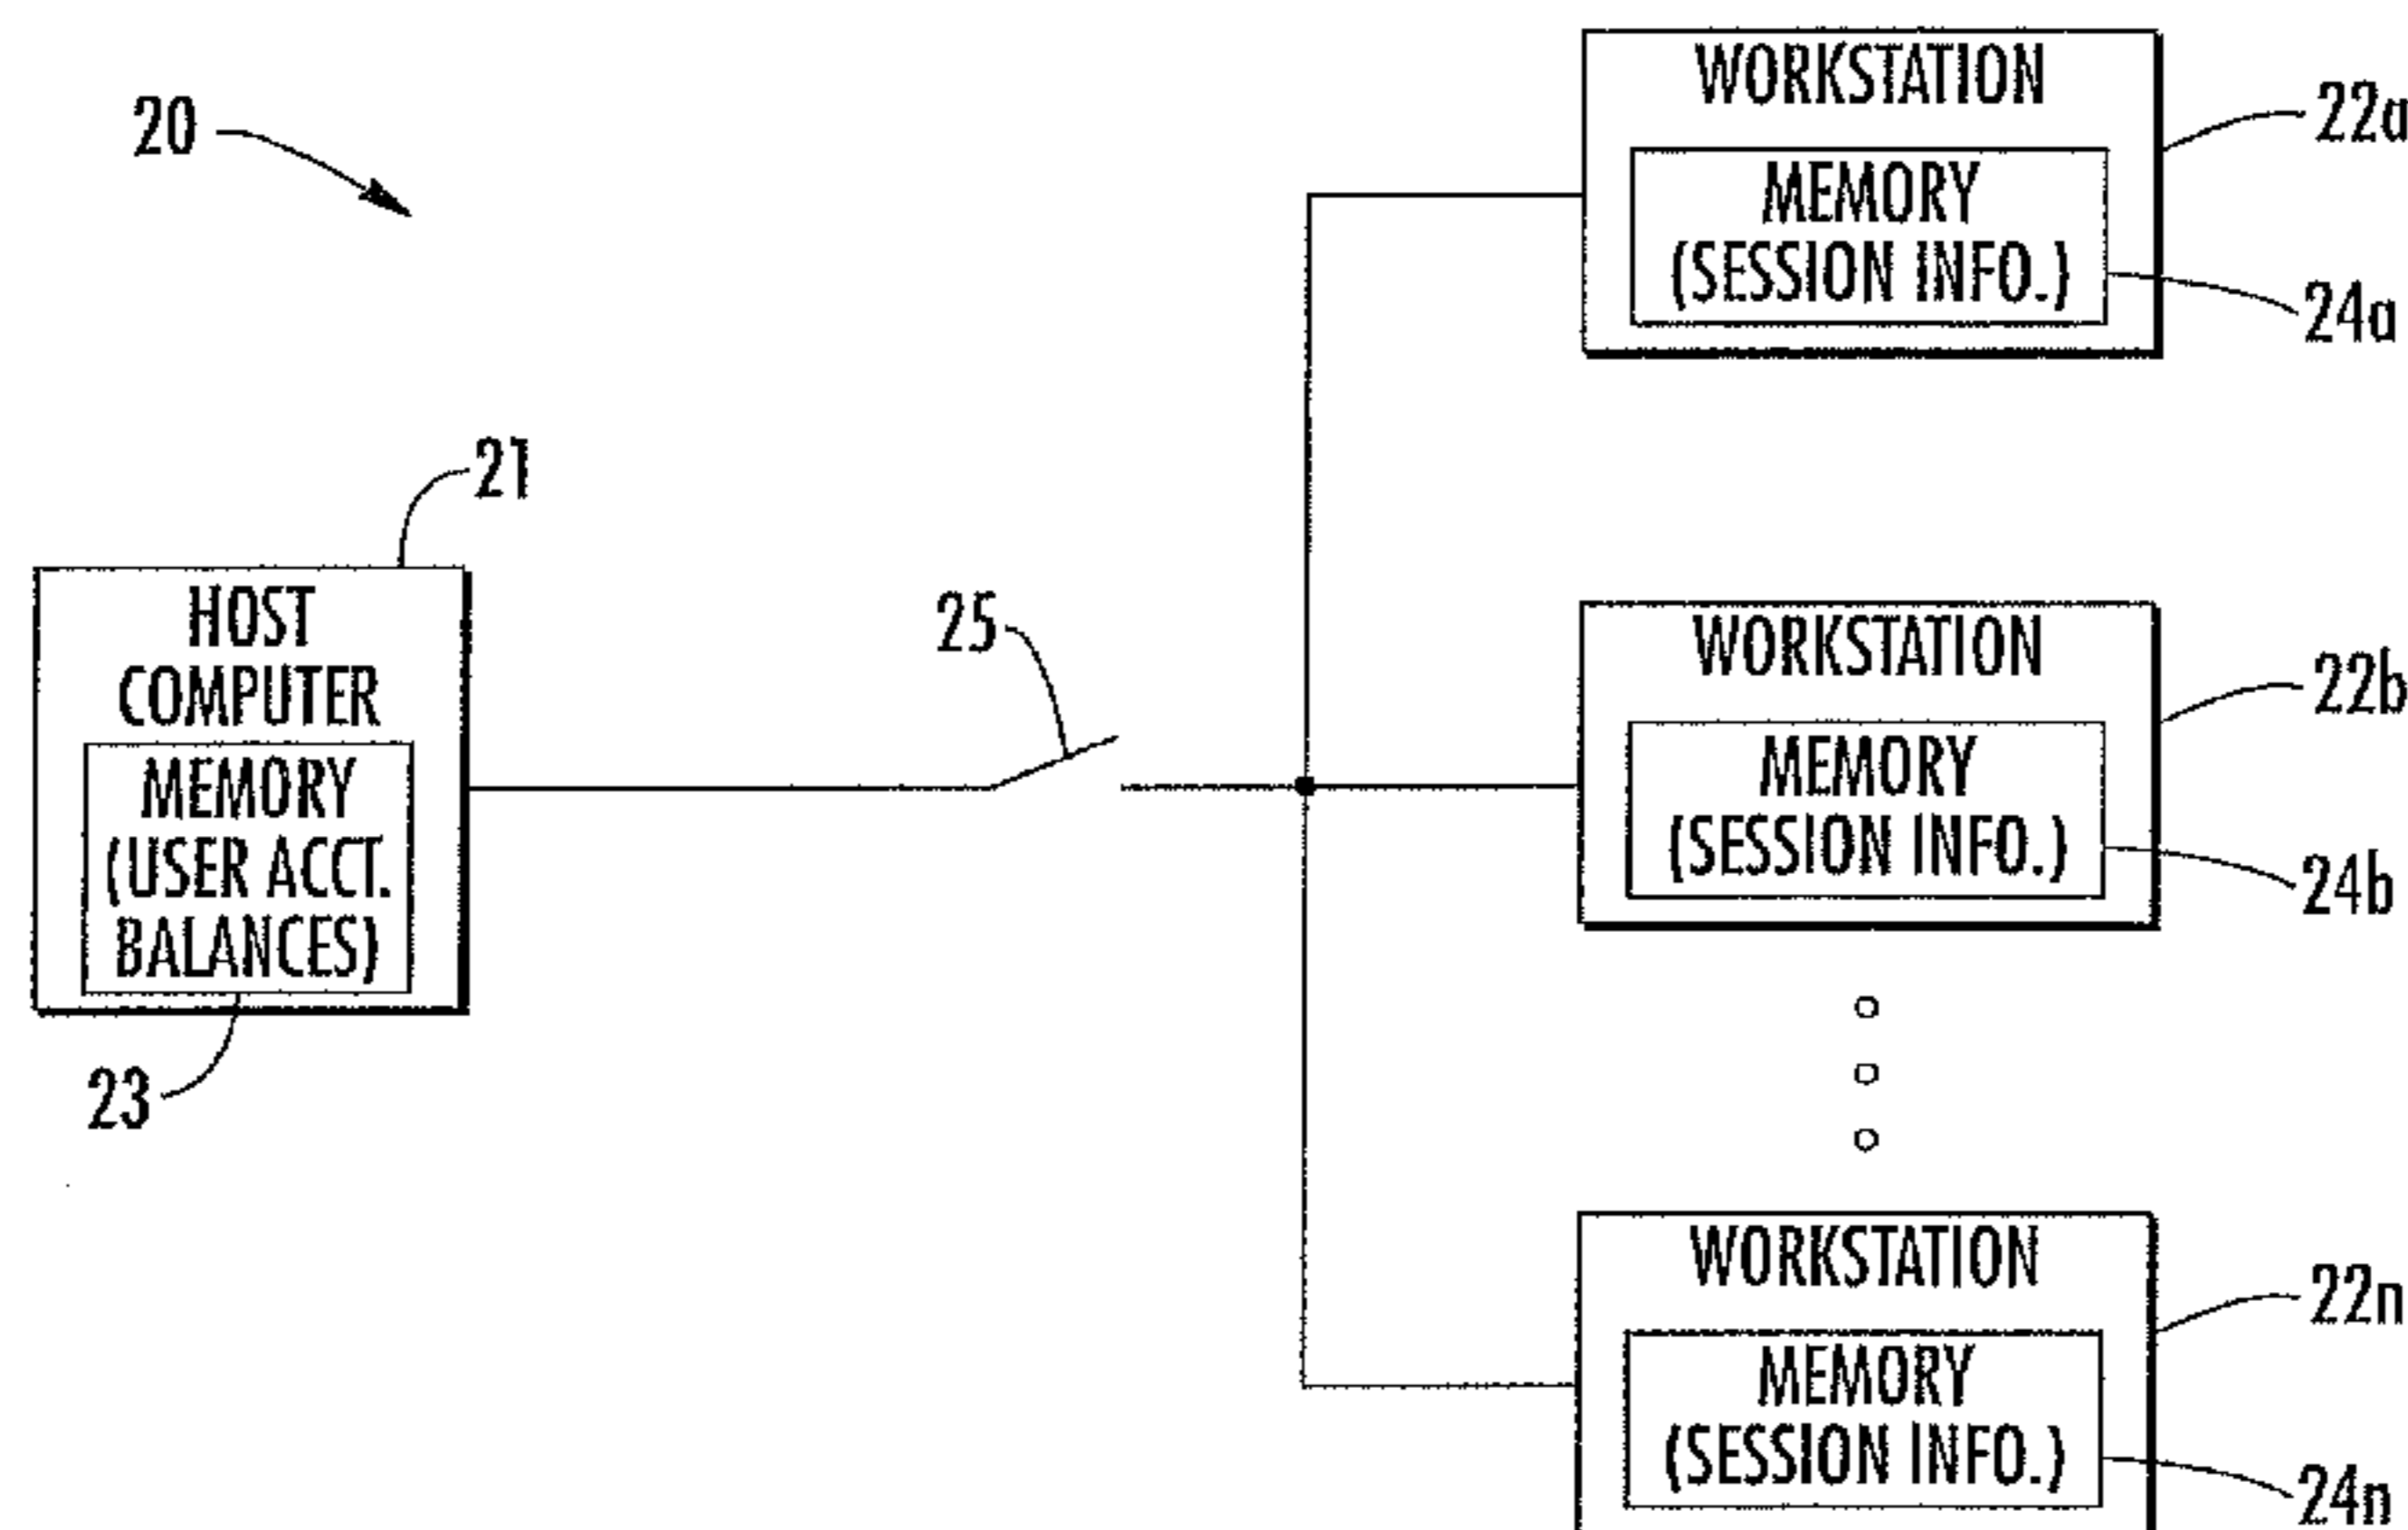 20
WORKSTATION
22a
MEMORY
(SESSION INFO.)
24a
21
HOST
COMPUTER
MEMORY
(USER ACCT.
BALANCES)
23
25
WORKSTATION
22b
MEMORY
(SESSION INFO.)
24b
WORKSTATION
22n
MEMORY
(SESSION INFO.)
24n